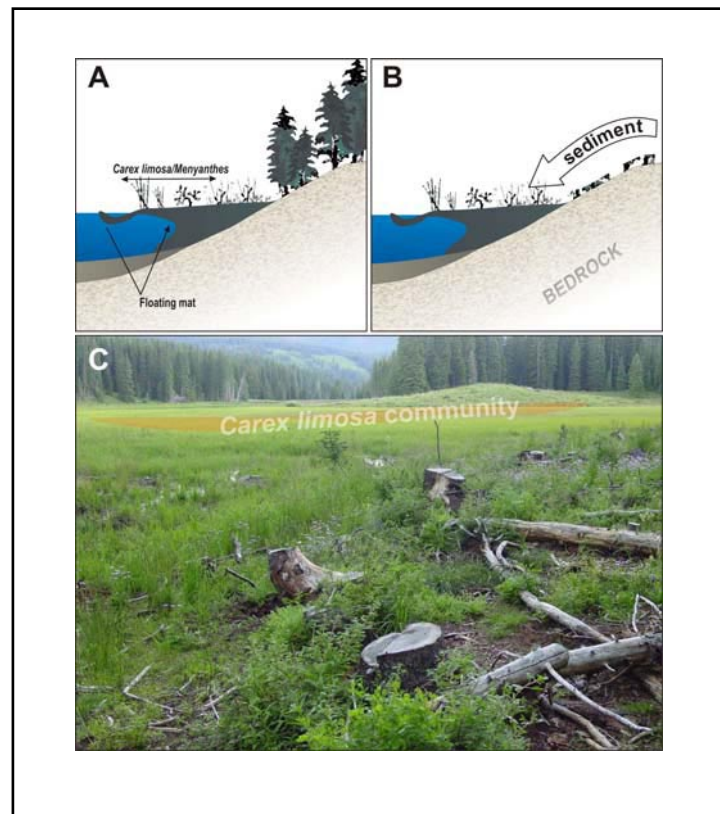 A
B
Carex limosa/Menyanthes
Floating mat
sediment
BEDROCK
C
Carex limosa community